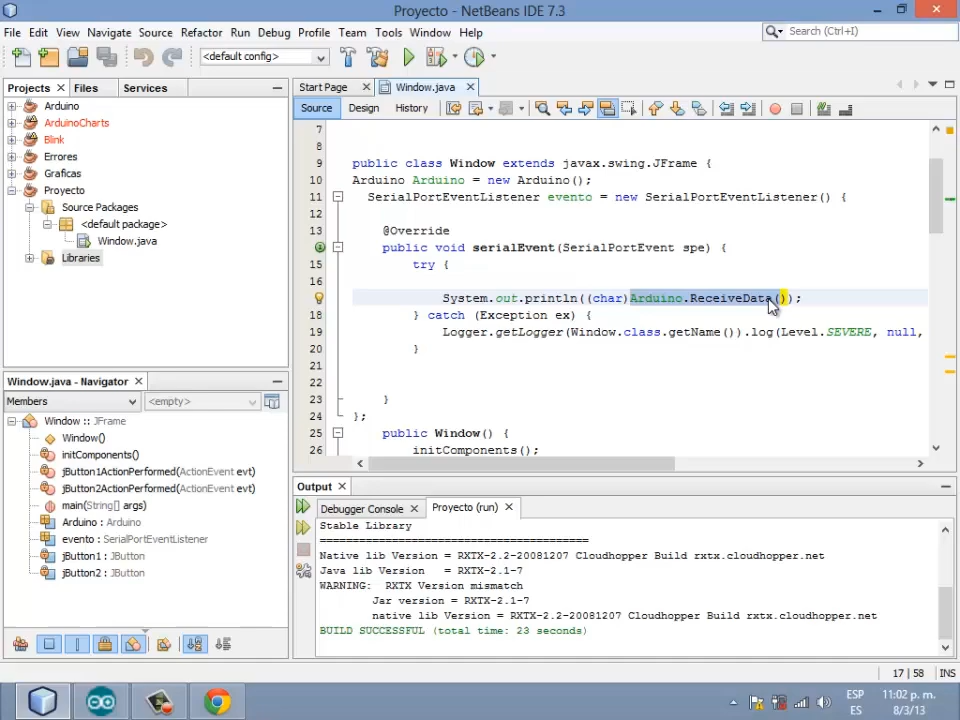 Proyecto - NetBeans IDE 7.3
File Edit View Navigate Source Refactor Run Debug Profile Team Tools Window Help
Search (Ctrl+I)
<default config>
Projects Files Services
Start Page Window.java
Source Design History
Arduino
ArduinoCharts
Blink
Errores
Graficas
Proyecto
Source Packages
<default package>
Window.java
Libraries
7
8
9 public class Window extends javax.swing.JFrame {
10 Arduino Arduino = new Arduino();
11 SerialPortEventListener evento = new SerialPortEventListener() {
12
13 @Override
public void serialEvent(SerialPortEvent spe) {
15 try {
16
System.out.println((char)Arduino.ReceiveData());
18 } catch (Exception ex) {
19 Logger.getLogger(Window.class.getName()).log(Level.SEVERE, null,
20 }
21
22
23 }
24 };
25 public Window() {
26 initComponents();
Window.java - Navigator
Members <empty>
Window :: JFrame
Window()
initComponents()
jButton1ActionPerformed(ActionEvent evt)
jButton2ActionPerformed(ActionEvent evt)
main(String[] args)
Arduino : Arduino
evento : SerialPortEventListener
jButton1 : JButton
jButton2 : JButton
Output
Debugger Console Proyecto (run)
Stable Library
=========================================
Native lib Version = RXTX-2.2-20081207 Cloudhopper Build rxtx.cloudhopper.net
Java lib Version = RXTX-2.1-7
WARNING: RXTX Version mismatch
Jar version = RXTX-2.1-7
native lib Version = RXTX-2.2-20081207 Cloudhopper Build rxtx.cloudhopper.net
BUILD SUCCESSFUL (total time: 23 seconds)
17 | 58 INS
ESP
ES
11:02 p. m.
8/3/13